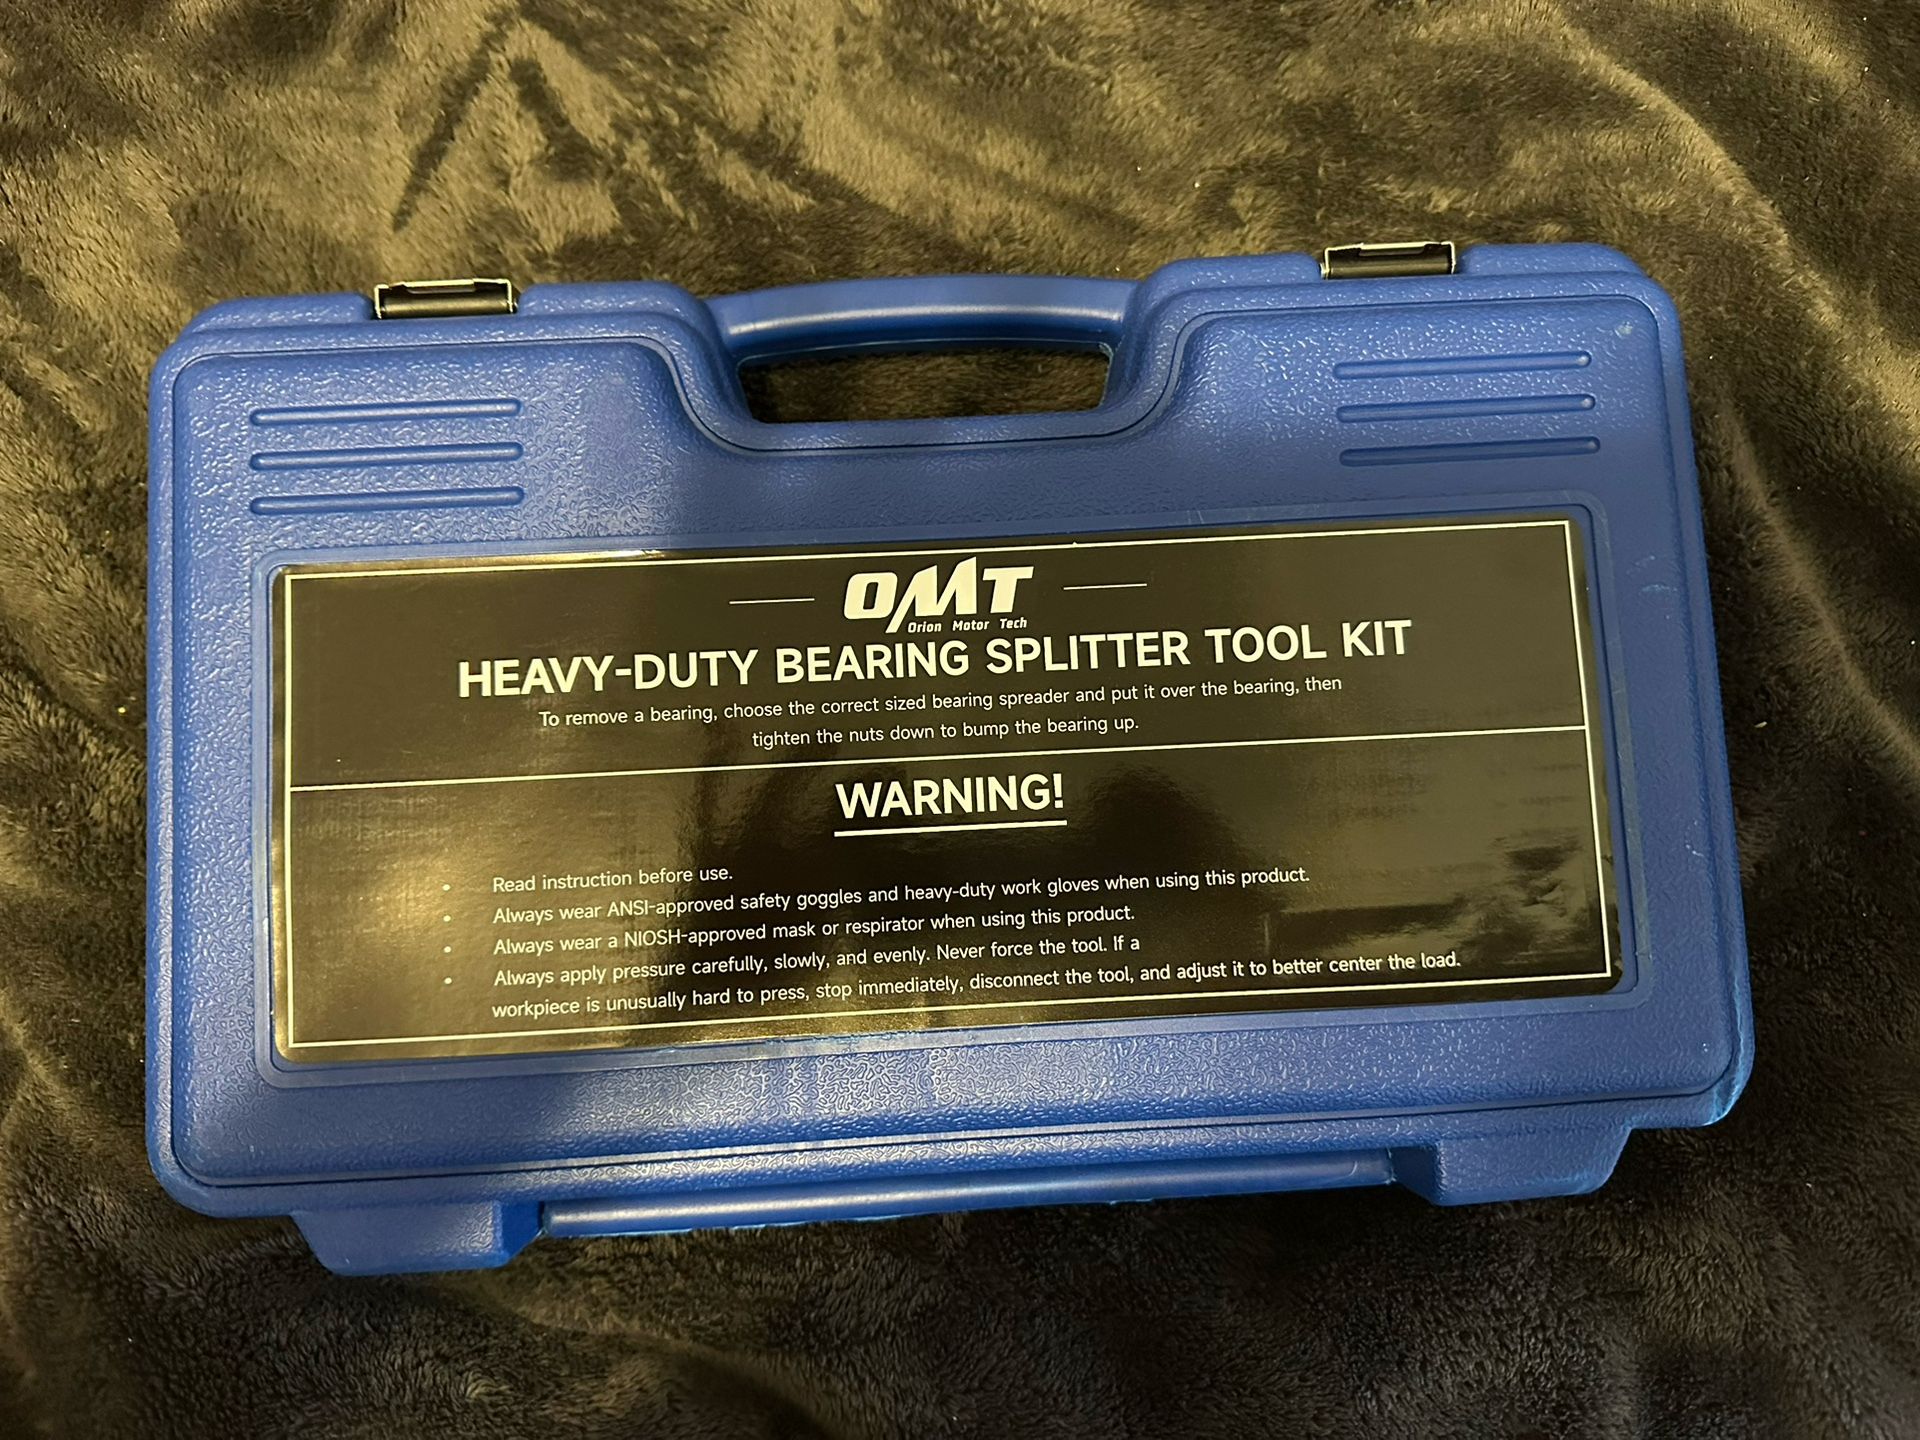 OMT
Orion Motor Tech
HEAVY-DUTY BEARING SPLITTER TOOL KIT
To remove a bearing, choose the correct sized bearing spreader and put it over the bearing, then
tighten the nuts down to bump the bearing up.
WARNING!
• Read instruction before use.
• Always wear ANSI-approved safety goggles and heavy-duty work gloves when using this product.
• Always wear a NIOSH-approved mask or respirator when using this product.
• Always apply pressure carefully, slowly, and evenly. Never force the tool. If a
workpiece is unusually hard to press, stop immediately, disconnect the tool, and adjust it to better center the load.